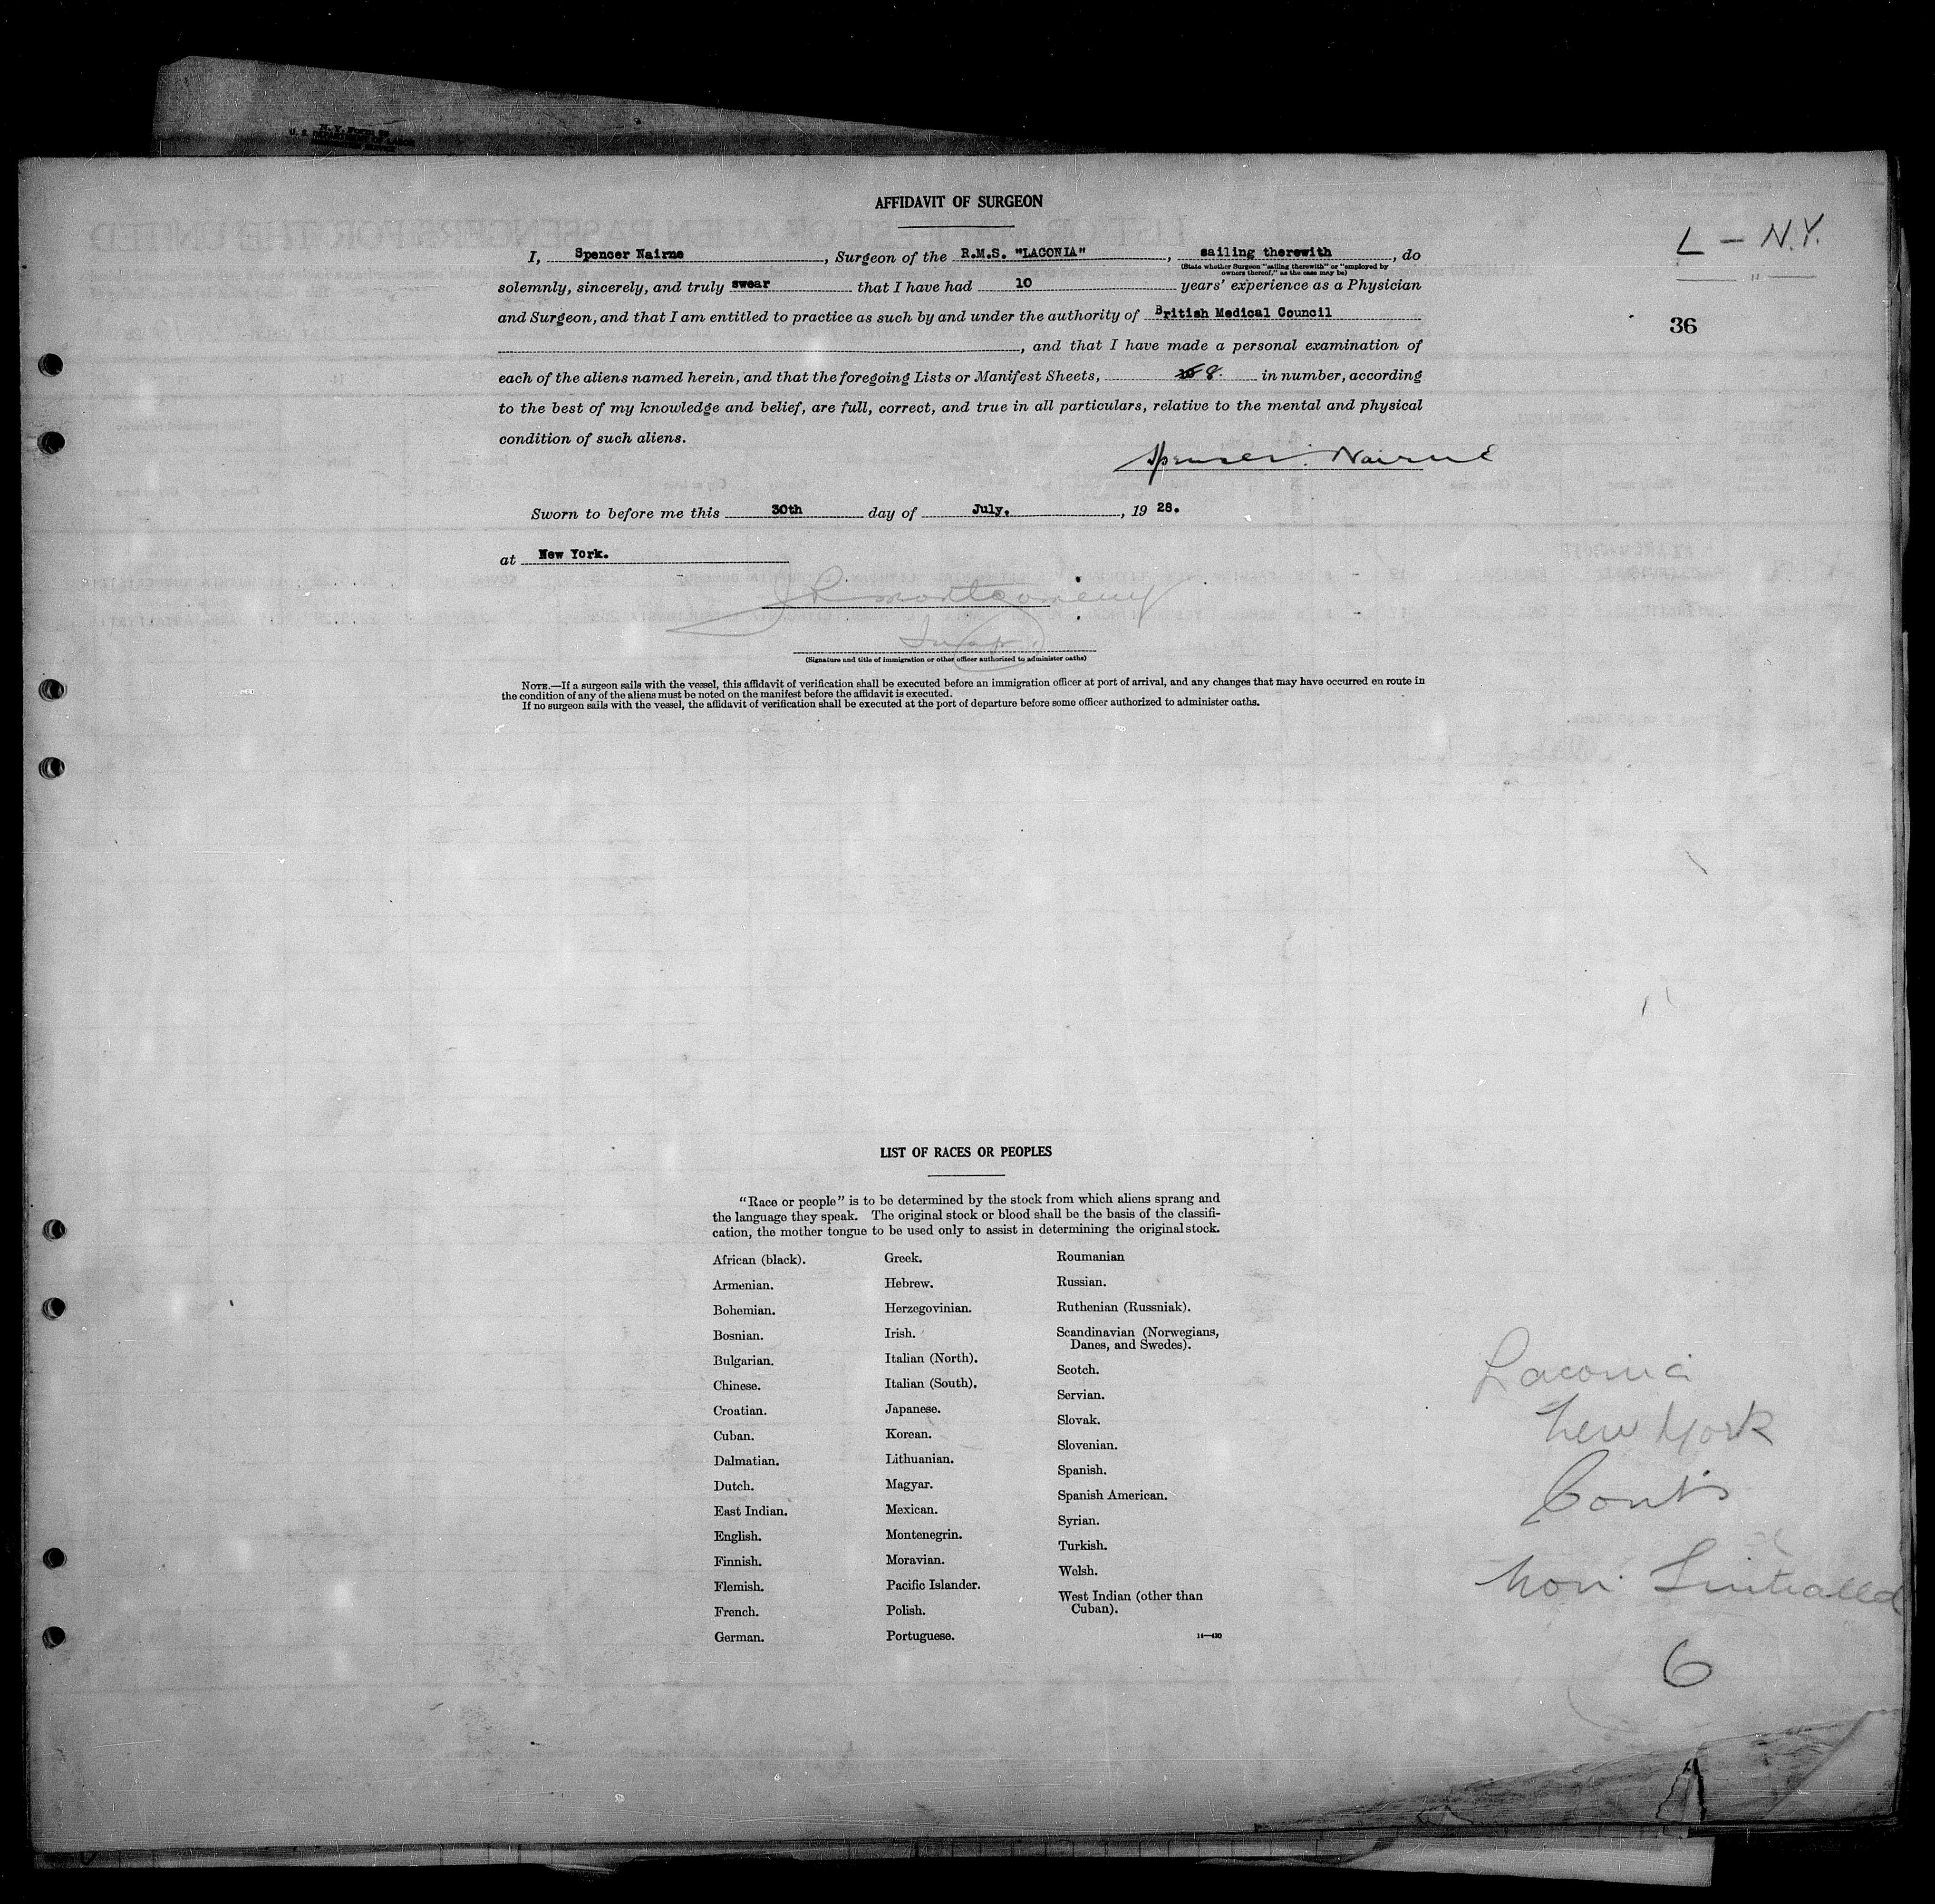 N. Y. Form 98
U. S. DEPARTMENT OF LABOR
AFFIDAVIT OF SURGEON
L — N.Y.
I, Spencer Nairne, Surgeon of the R.M.S. "LACONIA", sailing therewith, do
(State whether Surgeon "sailing therewith" or "employed by
owners thereof," as the case may be)
solemnly, sincerely, and truly swear that I have had 10 years' experience as a Physician
and Surgeon, and that I am entitled to practice as such by and under the authority of British Medical Council
36
, and that I have made a personal examination of
each of the aliens named herein, and that the foregoing Lists or Manifest Sheets, 8. in number, according
to the best of my knowledge and belief, are full, correct, and true in all particulars, relative to the mental and physical
condition of such aliens.
Spencer Nairne
Sworn to before me this 30th day of July, 19 28.
at New York.
Montgomery
Insp
(Signature and title of immigration or other officer authorized to administer oaths)
NOTE.—If a surgeon sails with the vessel, this affidavit of verification shall be executed before an immigration officer at port of arrival, and any changes that may have occurred en route in
the condition of any of the aliens must be noted on the manifest before the affidavit is executed.
If no surgeon sails with the vessel, the affidavit of verification shall be executed at the port of departure before some officer authorized to administer oaths.
LIST OF RACES OR PEOPLES
"Race or people" is to be determined by the stock from which aliens sprang and
the language they speak. The original stock or blood shall be the basis of the classifi-
cation, the mother tongue to be used only to assist in determining the original stock.
African (black).
Armenian.
Bohemian.
Bosnian.
Bulgarian.
Chinese.
Croatian.
Cuban.
Dalmatian.
Dutch.
East Indian.
English.
Finnish.
Flemish.
French.
German.
Greek.
Hebrew.
Herzegovinian.
Irish.
Italian (North).
Italian (South).
Japanese.
Korean.
Lithuanian.
Magyar.
Mexican.
Montenegrin.
Moravian.
Pacific Islander.
Polish.
Portuguese.
Roumanian
Russian.
Ruthenian (Russniak).
Scandinavian (Norwegians,
Danes, and Swedes).
Scotch.
Servian.
Slovak.
Slovenian.
Spanish.
Spanish American.
Syrian.
Turkish.
Welsh.
West Indian (other than
Cuban).
14—430
Laconia
New York
Cont's
Non
6